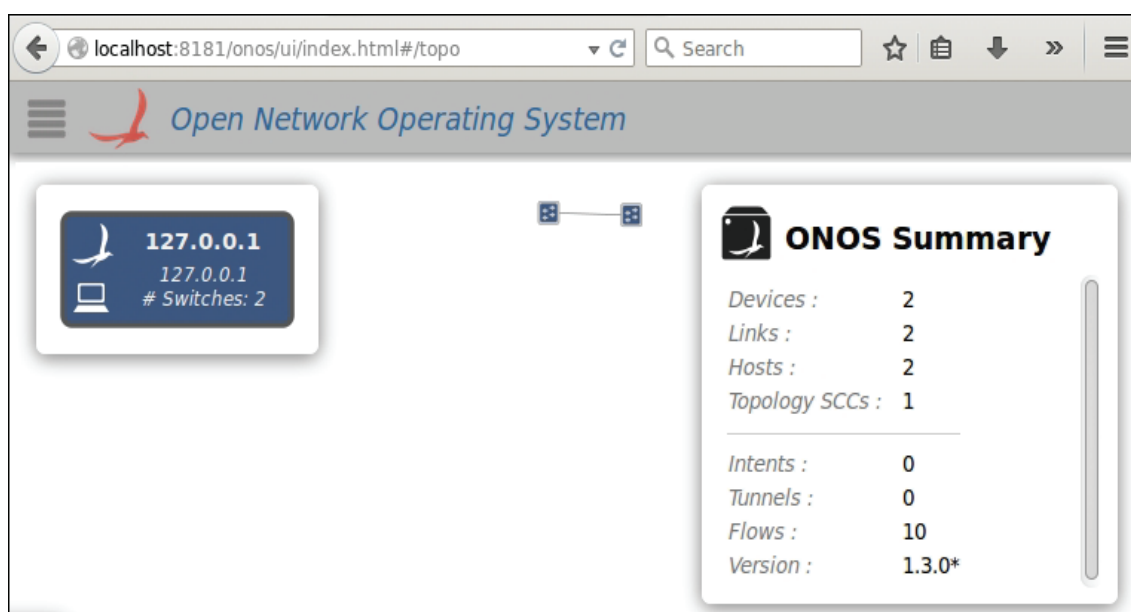 localhost:8181/onos/ui/index.html#/topo
Search
Open Network Operating System
127.0.0.1
127.0.0.1
# Switches: 2
ONOS Summary
Devices : 2
Links : 2
Hosts : 2
Topology SCCs : 1
Intents : 0
Tunnels : 0
Flows : 10
Version : 1.3.0*